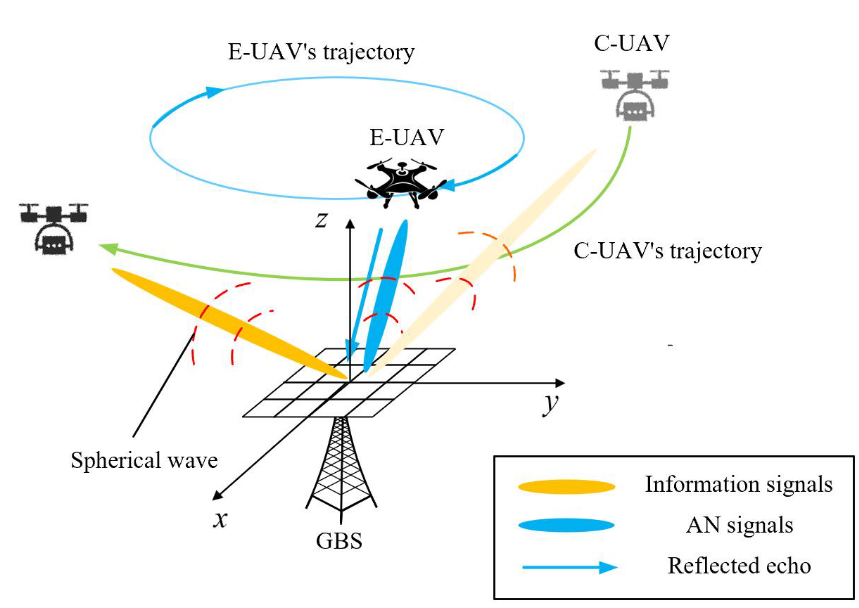 E-UAV's trajectory
C-UAV
E-UAV
z
C-UAV's trajectory
y
Spherical wave
x
GBS
Information signals
AN signals
Reflected echo